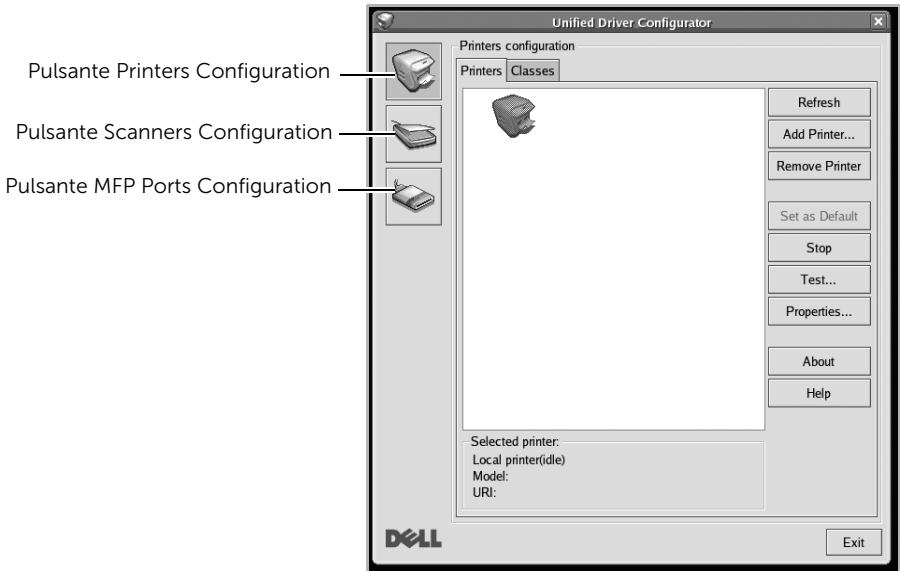 Unified Driver Configurator
Pulsante Printers Configuration
Pulsante Scanners Configuration
Pulsante MFP Ports Configuration
Printers configuration
Printers Classes
Refresh
Add Printer...
Remove Printer
Set as Default
Stop
Test...
Properties...
About
Help
Selected printer:
Local printer(idle)
Model:
URI:
DELL
Exit